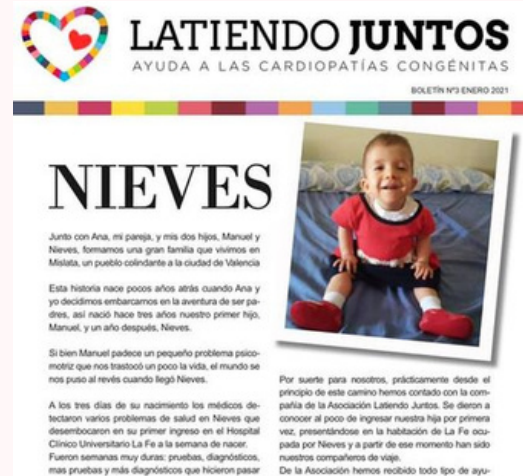 LATIENDO JUNTOS
AYUDA A LAS CARDIOPATÍAS CONGÉNITAS
BOLETÍN Nº3 ENERO 2021
NIEVES
Junto con Ana, mi pareja, y mis dos hijos, Manuel y
Nieves, formamos una gran familia que vivimos en
Mislata, un pueblo colindante a la ciudad de Valencia
Esta historia nace pocos años atrás cuando Ana y
yo decidimos embarcarnos en la aventura de ser pa-
dres, así nació hace tres años nuestro primer hijo,
Manuel, y un año después, Nieves.
Si bien Manuel padece un pequeño problema psico-
motriz que nos trastocó un poco la vida, el mundo se
nos puso al revés cuando llegó Nieves.
A los tres días de su nacimiento los médicos de-
tectaron varios problemas de salud en Nieves que
desembocaron en su primer ingreso en el Hospital
Clínico Universitario La Fe a la semana de nacer.
Fueron semanas muy duras: pruebas, diagnósticos,
mas pruebas y más diagnósticos que hicieron pasar
Por suerte para nosotros, prácticamente desde el
principio de este camino hemos contado con la com-
pañía de la Asociación Latiendo Juntos. Se dieron a
conocer al poco de ingresar nuestra hija por primera
vez, presentándose en la habitación de La Fe ocu-
pada por Nieves y a partir de ese momento han sido
nuestros compañeros de viaje.
De la Asociación hemos recibido todo tipo de ayu-